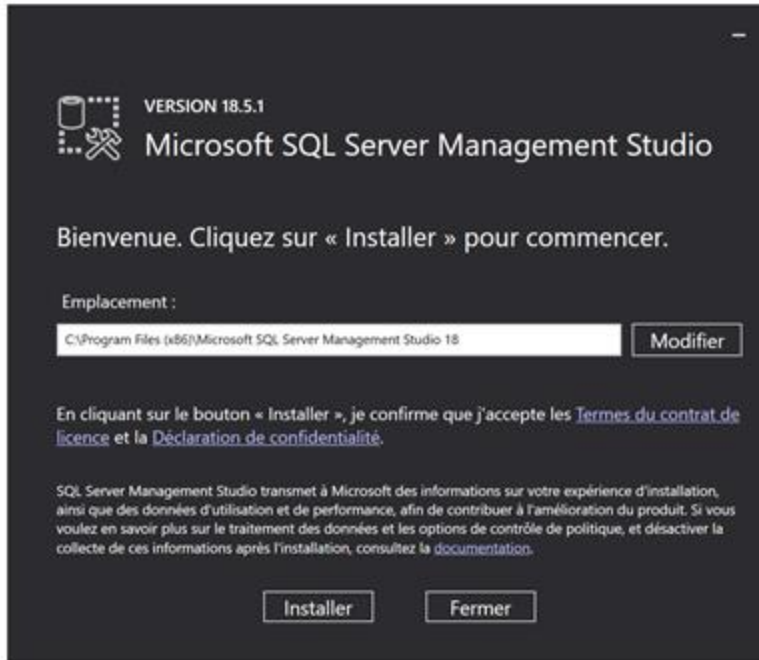 VERSION 18.5.1
Microsoft SQL Server Management Studio
Bienvenue. Cliquez sur « Installer » pour commencer.
Emplacement :
C:\Program Files (x86)\Microsoft SQL Server Management Studio 18
Modifier
En cliquant sur le bouton « Installer », je confirme que j'accepte les Termes du contrat de
licence et la Déclaration de confidentialité.
SQL Server Management Studio transmet à Microsoft des informations sur votre expérience d'installation,
ainsi que des données d'utilisation et de performance, afin de contribuer à l'amélioration du produit. Si vous
voulez en savoir plus sur le traitement des données et les options de contrôle de politique, et désactiver la
collecte de ces informations après l'installation, consultez la documentation.
Installer
Fermer